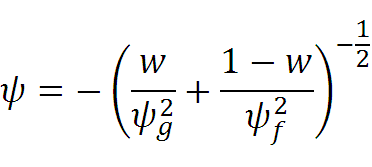 ψ = −(w/ψ_g^2 + (1 − w)/ψ_f^2)^(−1/2)